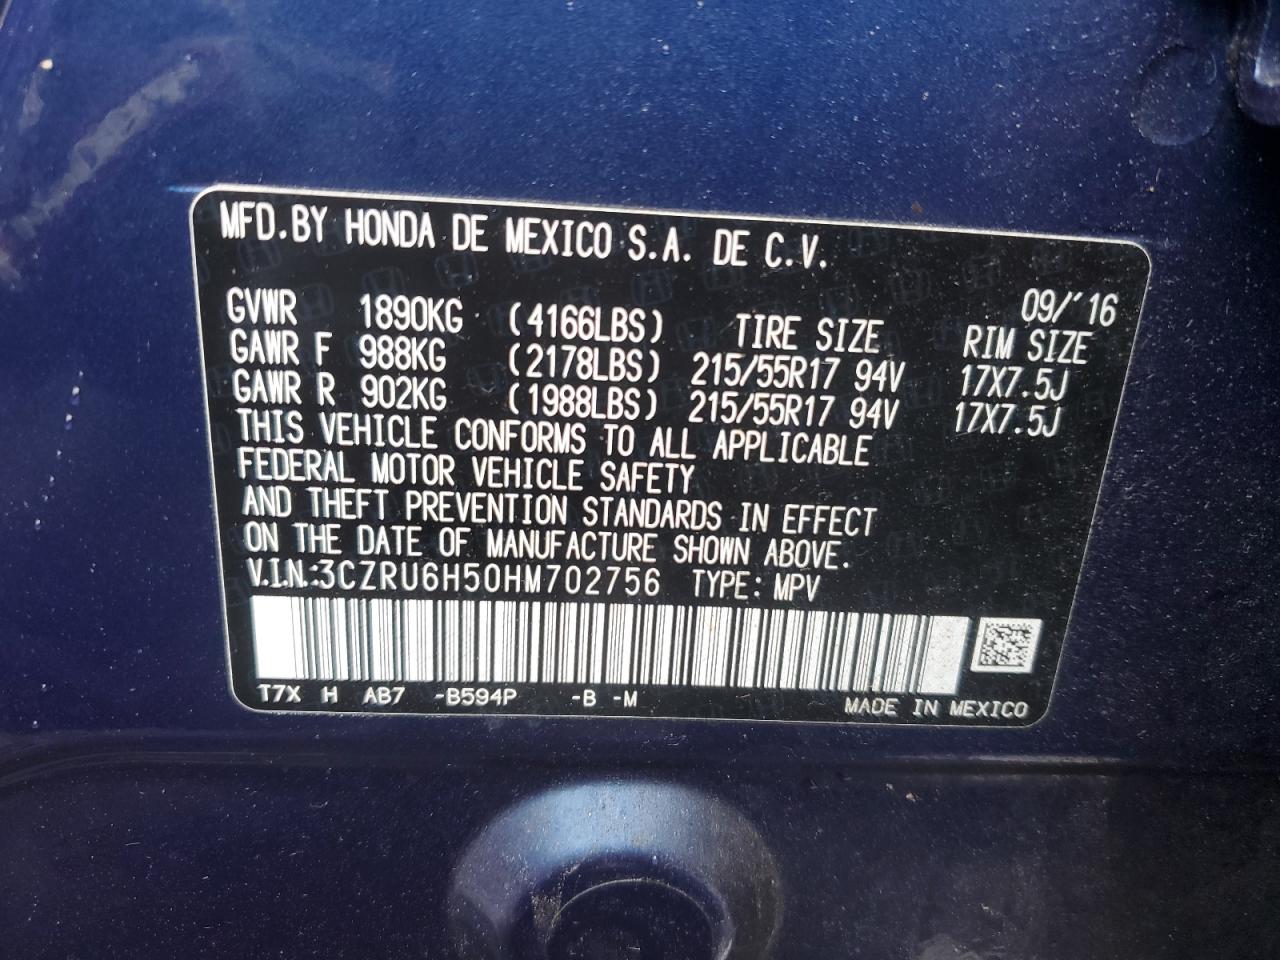 MFD.BY HONDA DE MEXICO S.A. DE C.V.
09/'16
GVWR 1890KG (4166LBS) TIRE SIZE RIM SIZE
GAWR F 988KG (2178LBS) 215/55R17 94V 17X7.5J
GAWR R 902KG (1988LBS) 215/55R17 94V 17X7.5J
THIS VEHICLE CONFORMS TO ALL APPLICABLE
FEDERAL MOTOR VEHICLE SAFETY
AND THEFT PREVENTION STANDARDS IN EFFECT
ON THE DATE OF MANUFACTURE SHOWN ABOVE.
V.I.N.:3CZRU6H50HM702756 TYPE: MPV
T7X H AB7 -B594P -B -M
MADE IN MEXICO